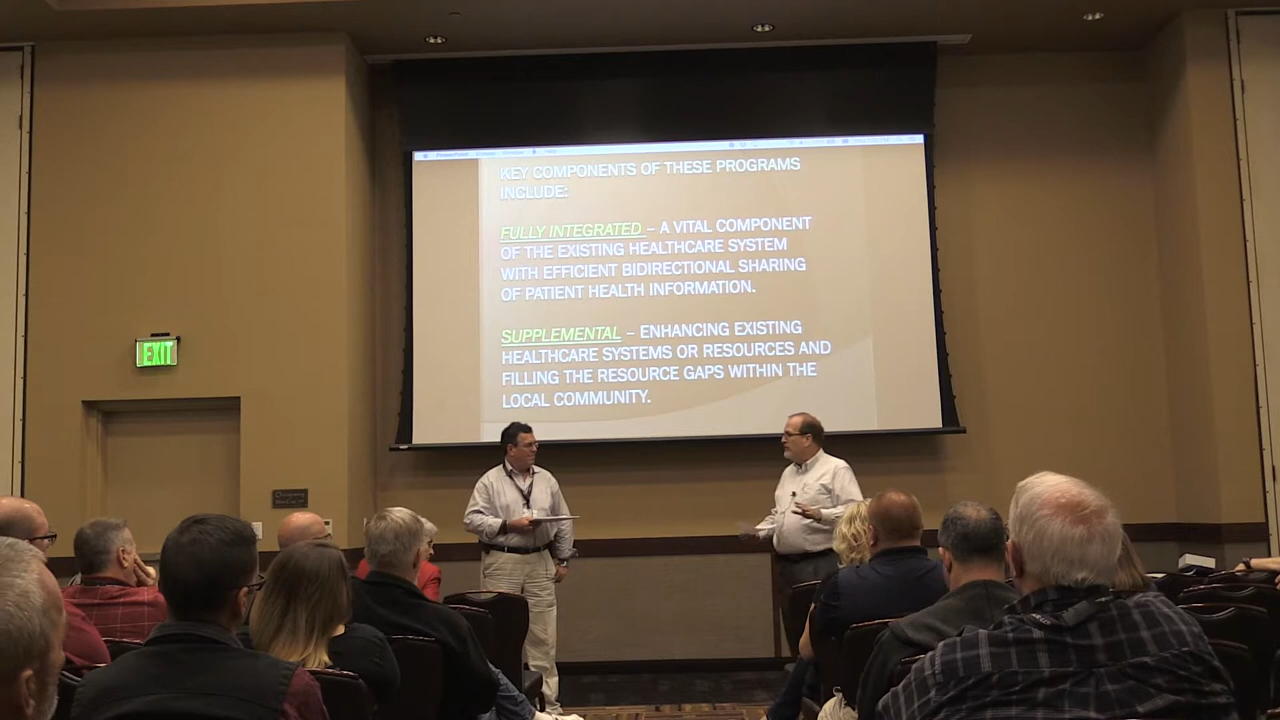 PowerPoint
KEY COMPONENTS OF THESE PROGRAMS
INCLUDE:
FULLY INTEGRATED – A VITAL COMPONENT
OF THE EXISTING HEALTHCARE SYSTEM
WITH EFFICIENT BIDIRECTIONAL SHARING
OF PATIENT HEALTH INFORMATION.
SUPPLEMENTAL – ENHANCING EXISTING
HEALTHCARE SYSTEMS OR RESOURCES AND
FILLING THE RESOURCE GAPS WITHIN THE
LOCAL COMMUNITY.
EXIT